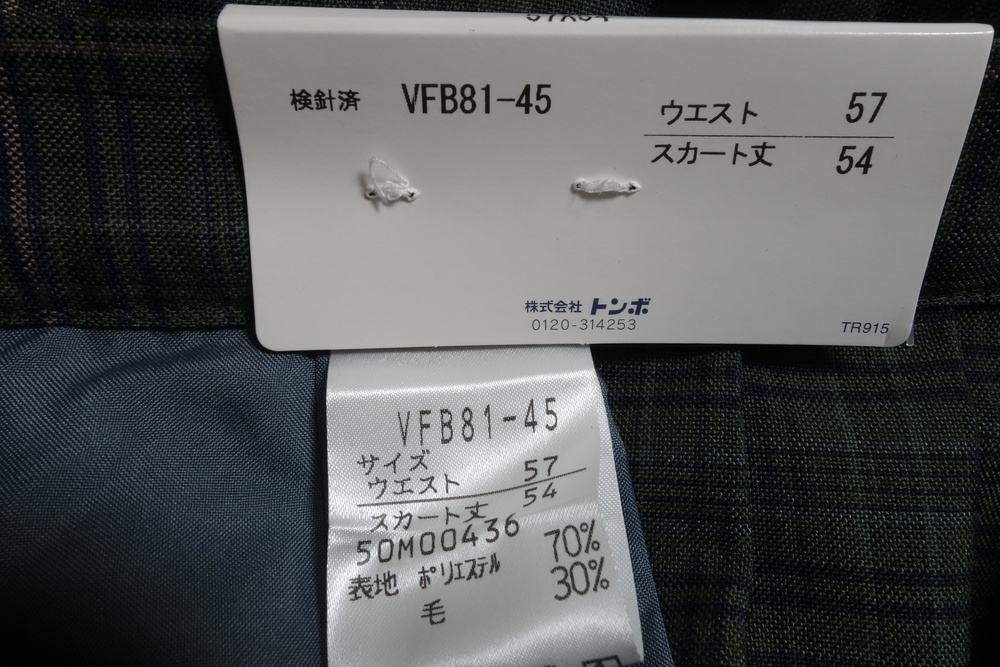 検針済 VFB81-45
ウエスト 57
スカート丈 54
株式会社 トンボ
0120-314253
TR915
VFB81-45
サイズ
ウエスト 57
スカート丈 54
50M00436
表地 ポリエステル 70%
毛 30%